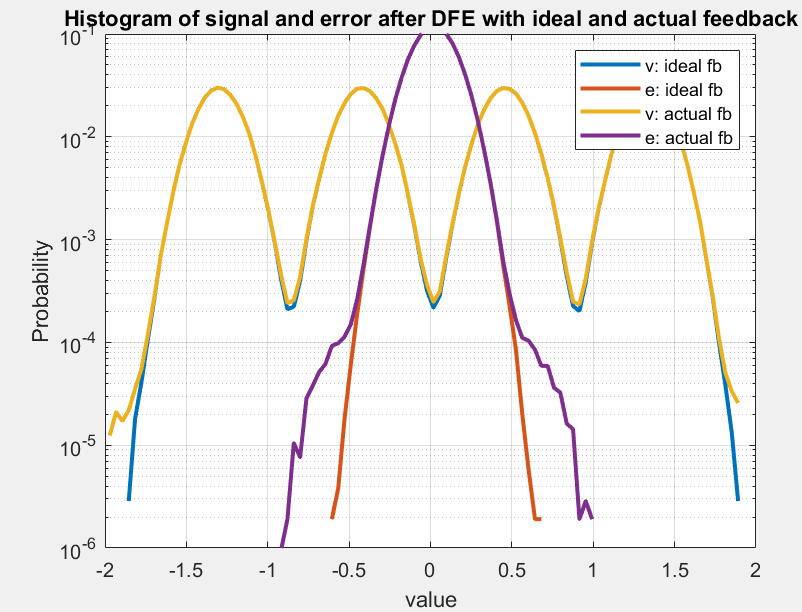 Histogram of signal and error after DFE with ideal and actual feedback
10-1
10-2
10-3
10-4
10-5
10-6
Probability
v: ideal fb
e: ideal fb
v: actual fb
e: actual fb
-2 -1.5 -1 -0.5 0 0.5 1 1.5 2
value